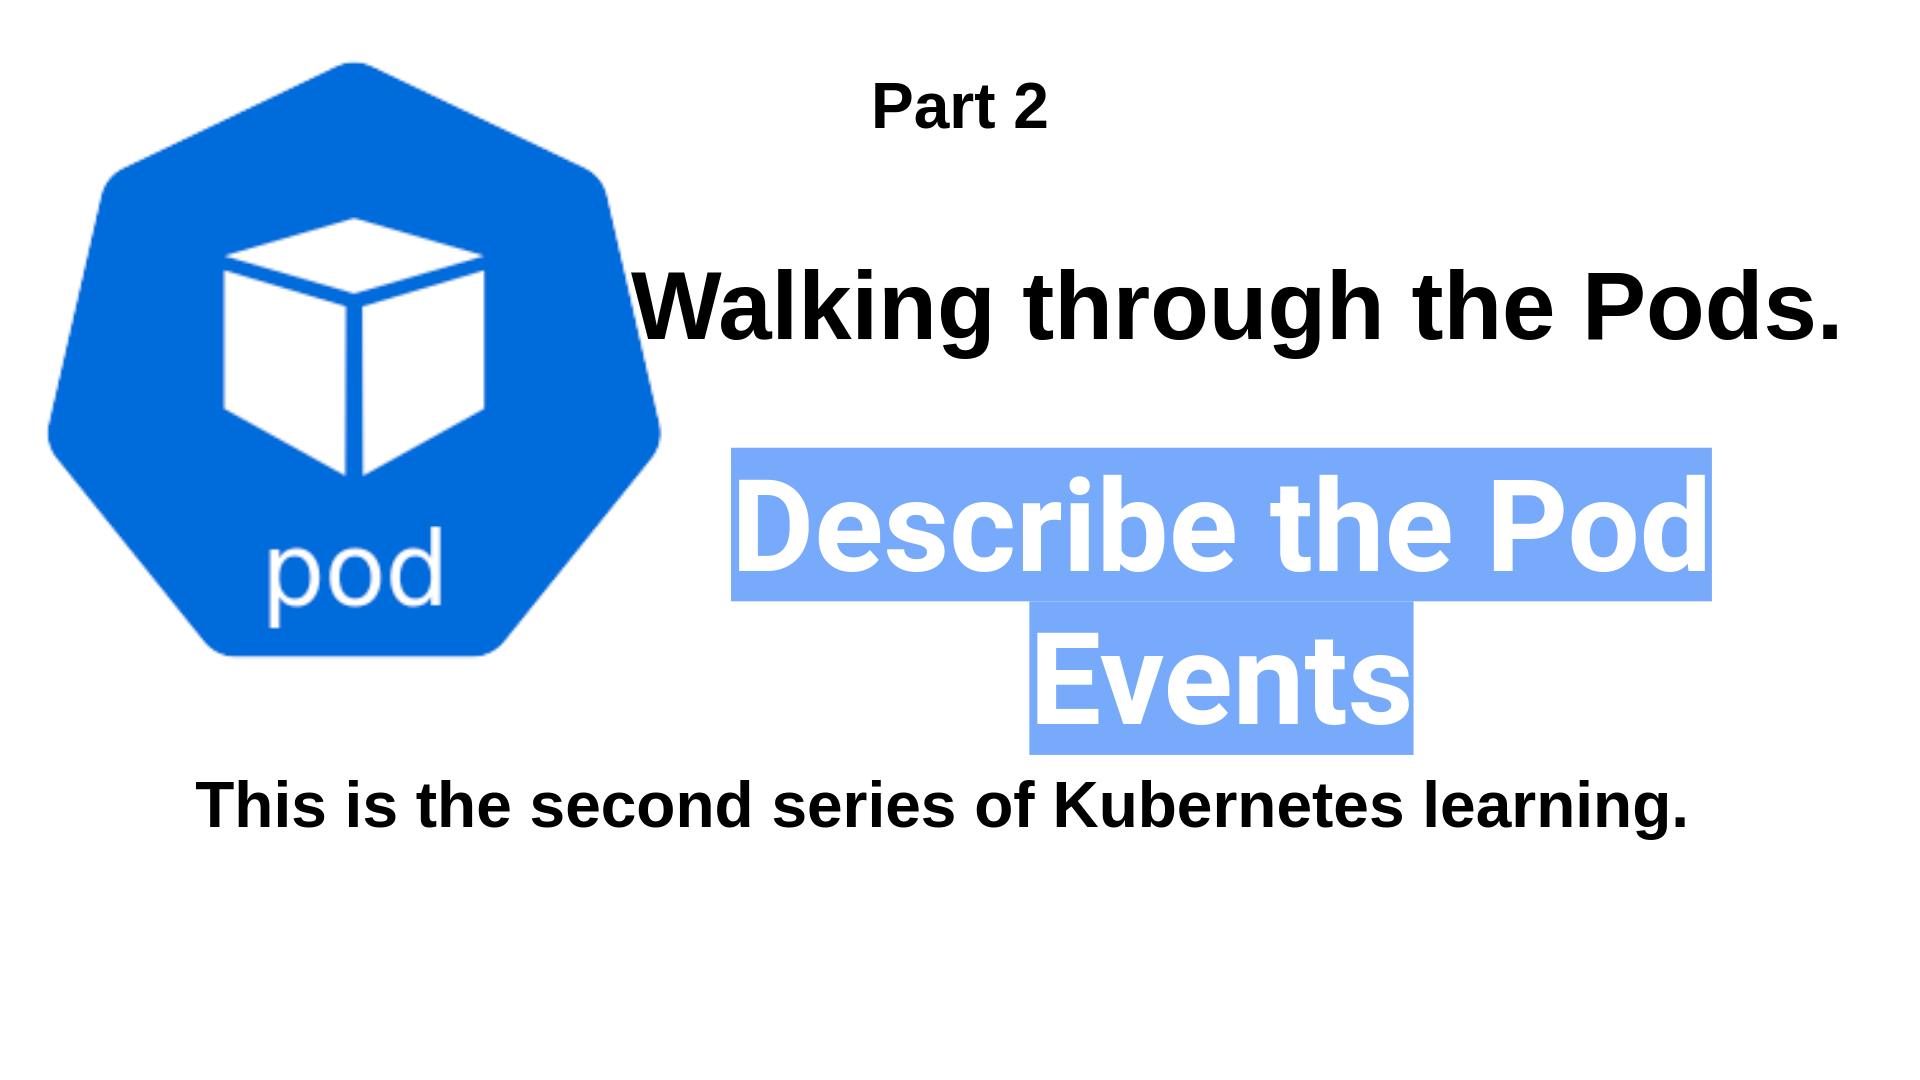 Part 2
Walking through the Pods.
pod
Describe the Pod
Events
This is the second series of Kubernetes learning.